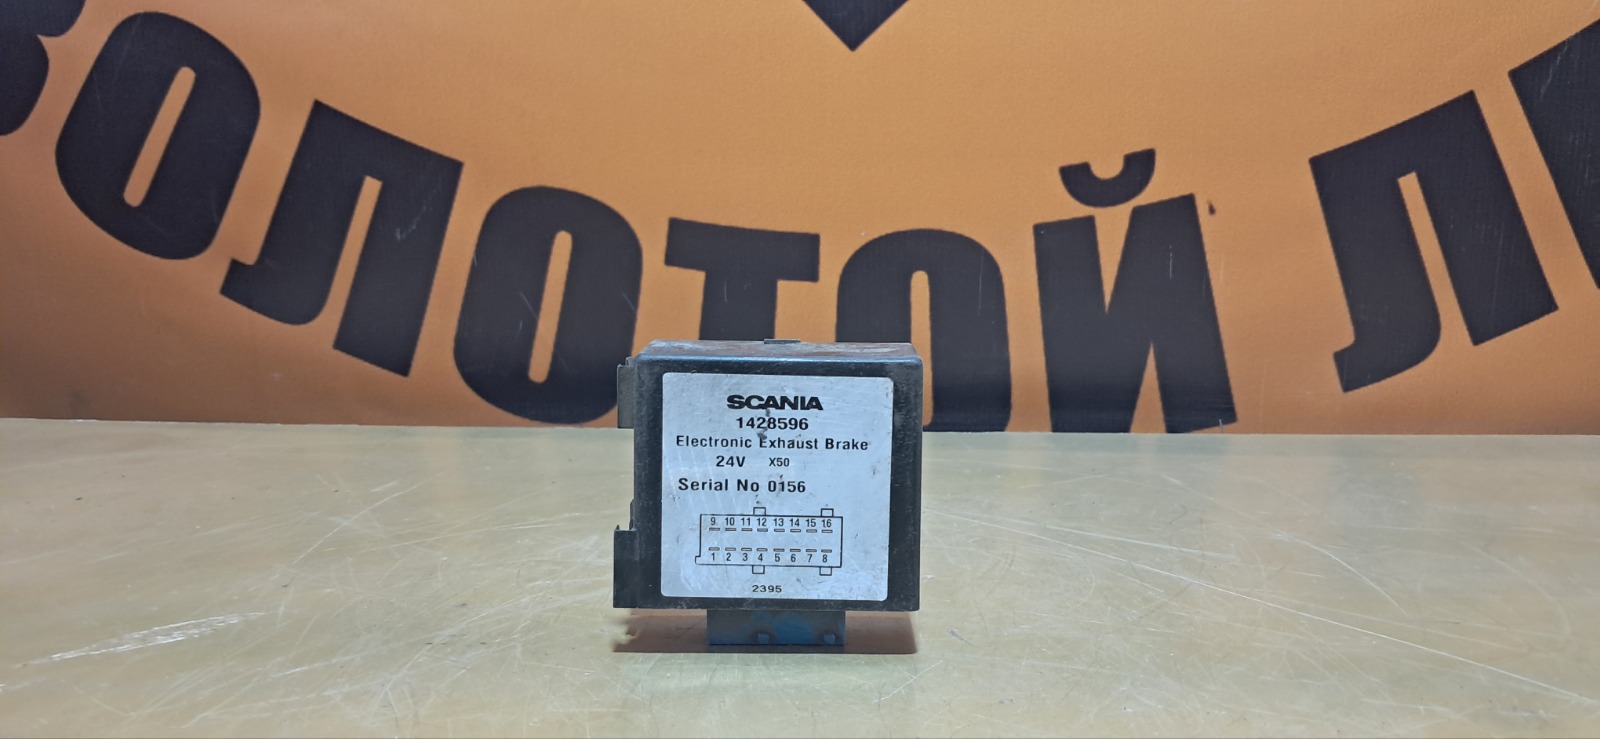 ЗОЛОТОЙ Л
SCANIA
1428596
Electronic Exhaust Brake
24V X50
Serial No 0156
9 10 11 12 13 14 15 16
1 2 3 4 5 6 7 8
2395